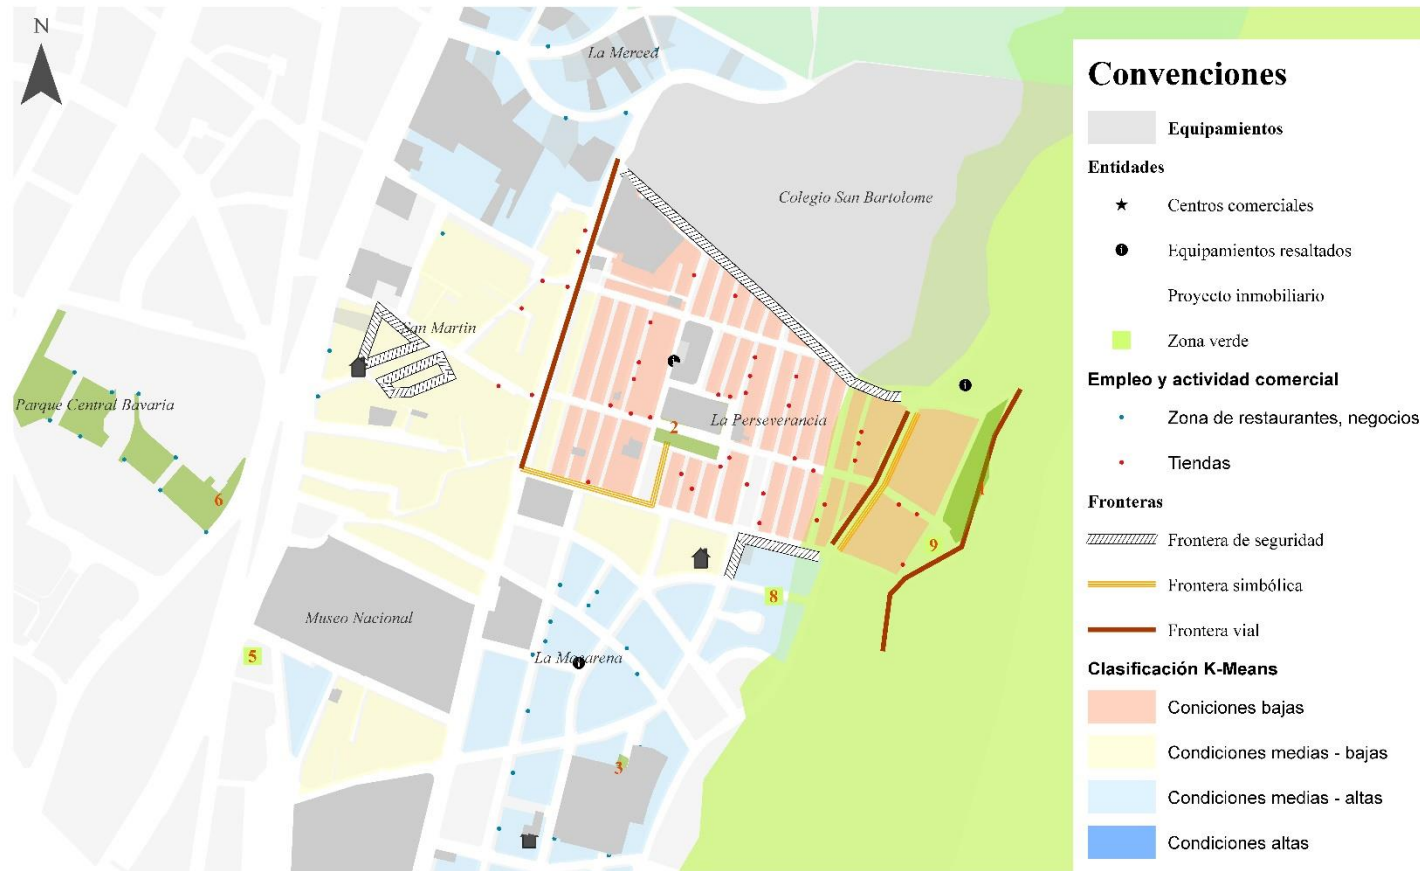 N
La Merced
Colegio San Bartolome
San Martin
Parque Central Bavaria
La Perseverancia
2
1
6
9
8
Museo Nacional
5
La Macarena
3
Convenciones
Equipamientos
Entidades
Centros comerciales
Equipamientos resaltados
Proyecto inmobiliario
Zona verde
Empleo y actividad comercial
Zona de restaurantes, negocios
Tiendas
Fronteras
Frontera de seguridad
Frontera simbólica
Frontera vial
Clasificación K-Means
Coniciones bajas
Condiciones medias - bajas
Condiciones medias - altas
Condiciones altas